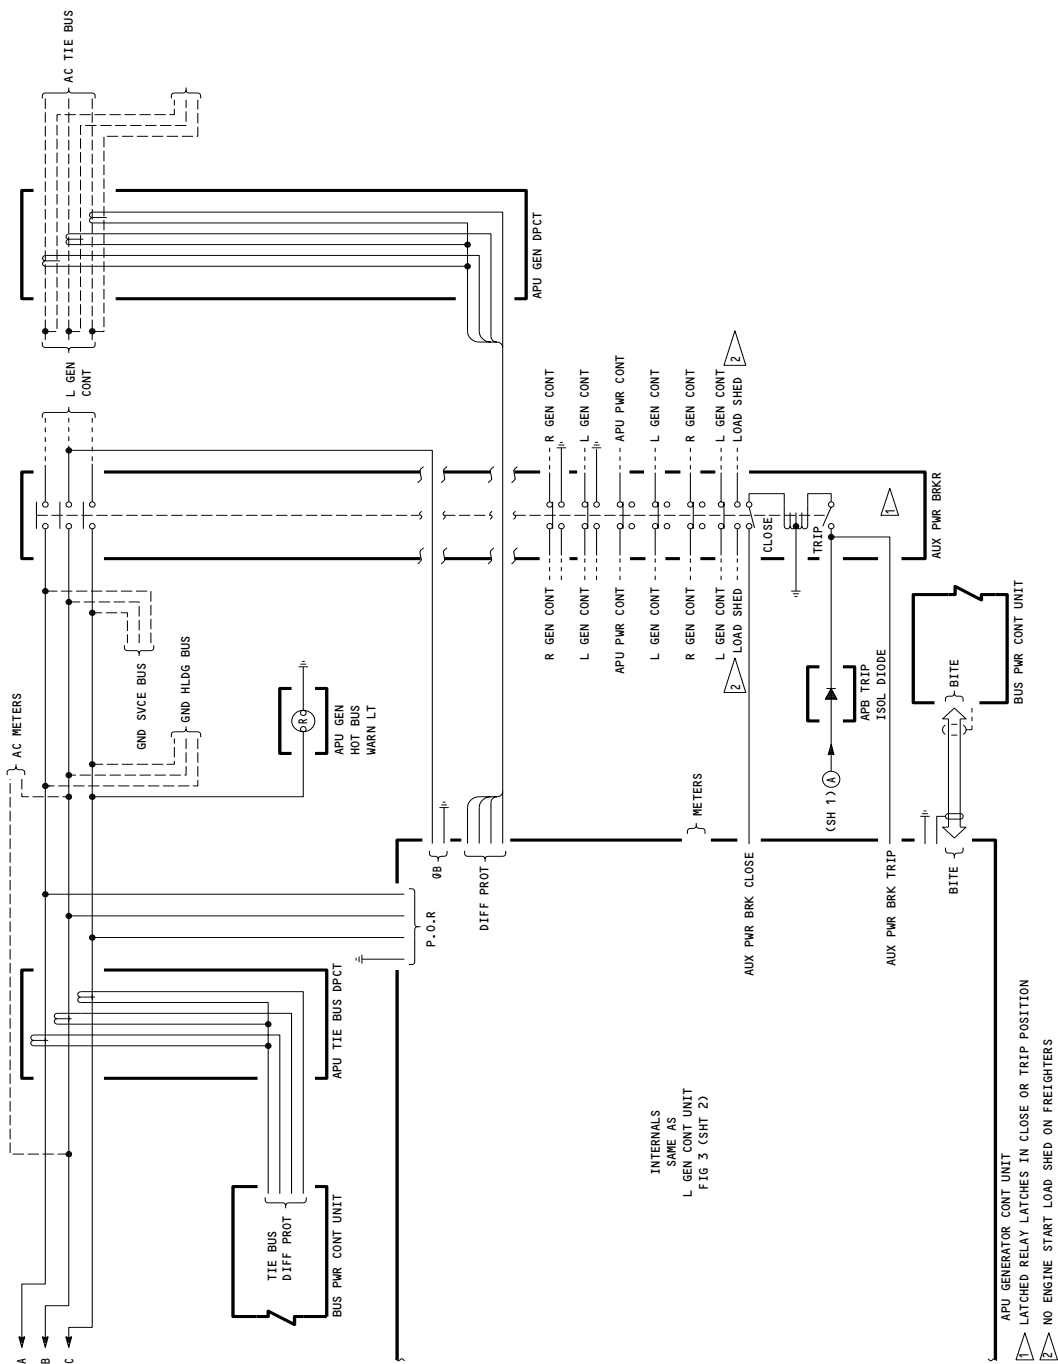 A
B
C
AC METERS
GND SVCE BUS
GND HLDG BUS
L GEN
CONT
AC TIE BUS
TIE BUS
DIFF PROT
BUS PWR CONT UNIT
APU TIE BUS DPCT
R
APU GEN
HOT BUS
WARN LT
APU GEN DPCT
P.O.R
ØB
DIFF PROT
R GEN CONT
R GEN CONT
L GEN CONT
L GEN CONT
APU PWR CONT
APU PWR CONT
L GEN CONT
L GEN CONT
R GEN CONT
R GEN CONT
L GEN CONT
L GEN CONT
2
LOAD SHED
LOAD SHED
2
METERS
AUX PWR BRK CLOSE
CLOSE
TRIP
1
AUX PWR BRKR
(SH 1) A
APB TRIP
ISOL DIODE
AUX PWR BRK TRIP
BITE
BITE
BUS PWR CONT UNIT
INTERNALS
SAME AS
L GEN CONT UNIT
FIG 3 (SHT 2)
APU GENERATOR CONT UNIT
1 LATCHED RELAY LATCHES IN CLOSE OR TRIP POSITION
2 NO ENGINE START LOAD SHED ON FREIGHTERS